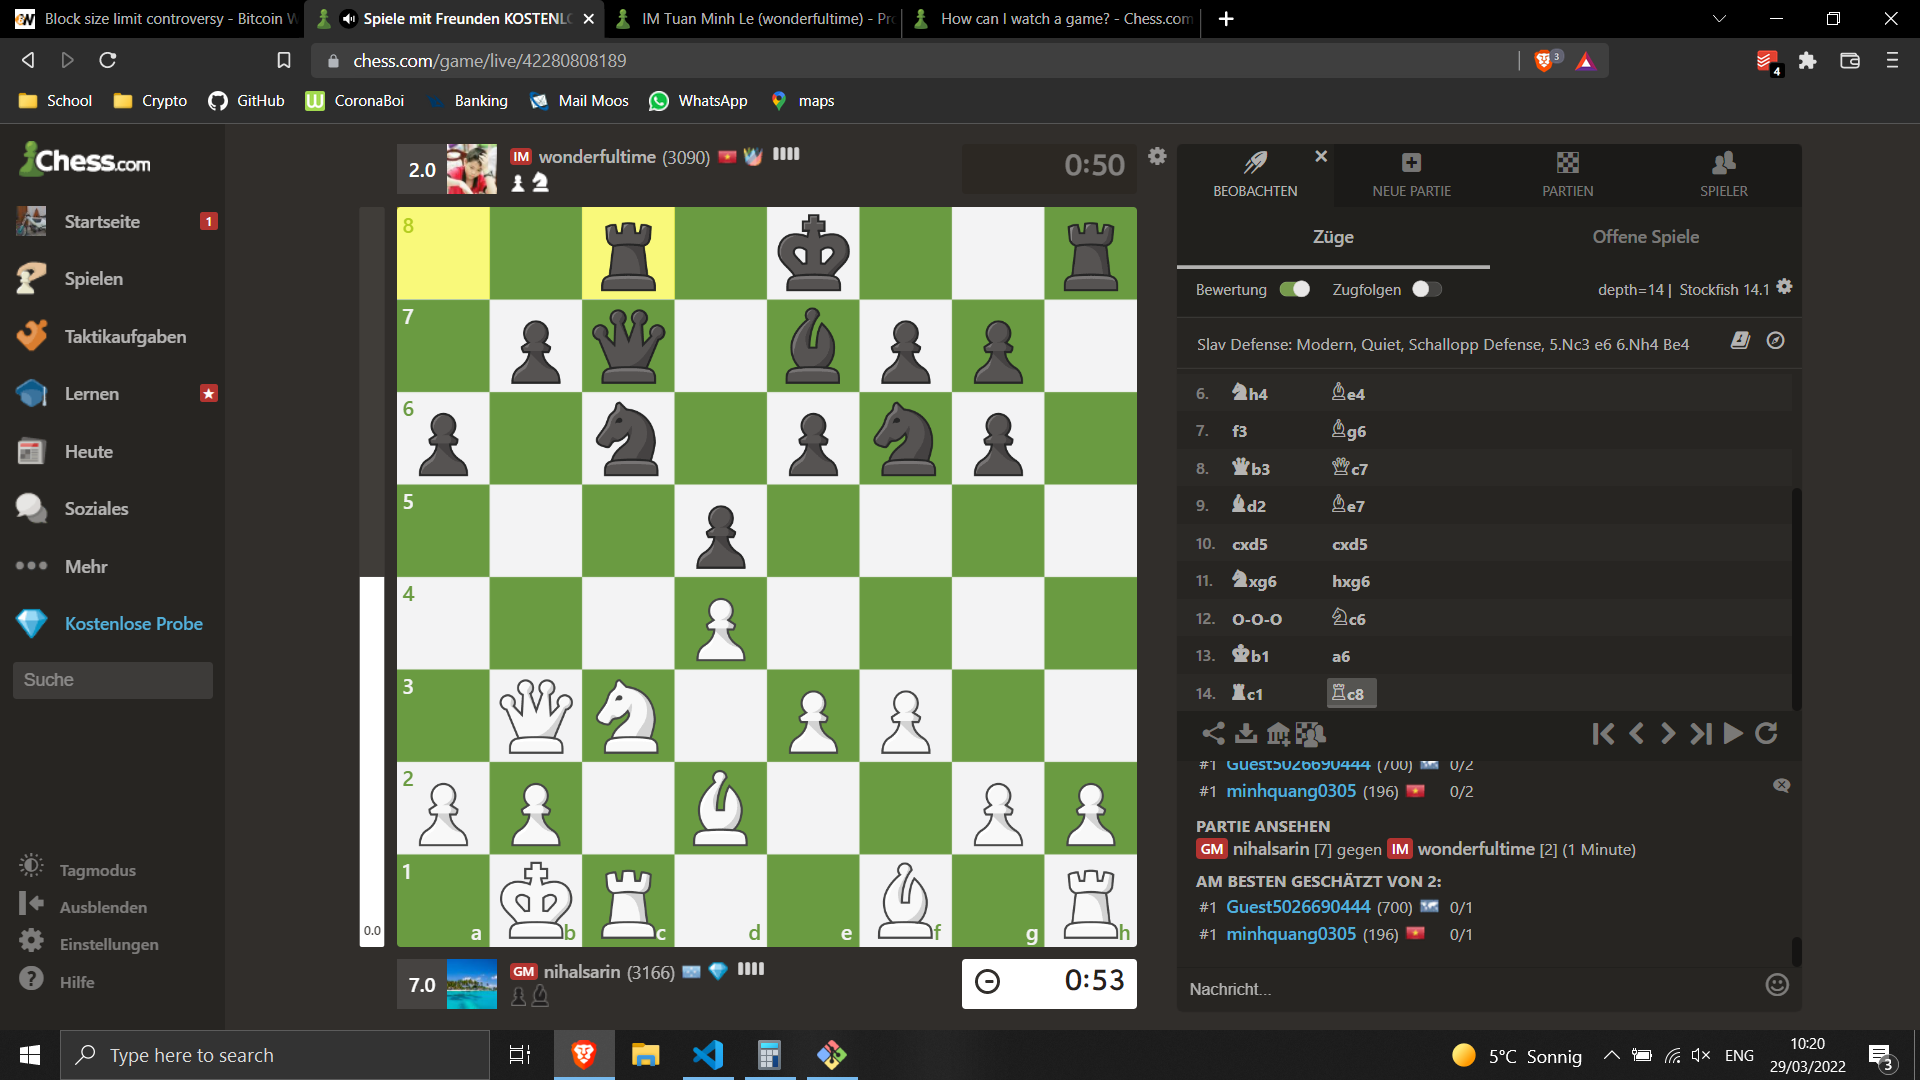 Block size limit controversy - Bitcoin W
Spiele mit Freunden KOSTENLO
IM Tuan Minh Le (wonderfultime) - Pro
How can I watch a game? - Chess.com
chess.com/game/live/42280808189
3
4
School
Crypto
GitHub
CoronaBoi
Banking
Mail Moos
WhatsApp
maps
Chess.com
Startseite
1
Spielen
Taktikaufgaben
Lernen
Heute
Soziales
Mehr
Kostenlose Probe
Suche
Tagmodus
Ausblenden
Einstellungen
Hilfe
2.0
IM wonderfultime (3090)
0:50
8
7
6
5
4
3
2
1
a
b
c
d
e
f
g
h
0.0
7.0
GM nihalsarin (3166)
0:53
BEOBACHTEN
NEUE PARTIE
PARTIEN
SPIELER
Züge
Offene Spiele
Bewertung
Zugfolgen
depth=14 | Stockfish 14.1
Slav Defense: Modern, Quiet, Schallopp Defense, 5.Nc3 e6 6.Nh4 Be4
6. h4 e4
7. f3 g6
8. b3 c7
9. d2 e7
10. cxd5 cxd5
11. xg6 hxg6
12. O-O-O c6
13. b1 a6
14. c1 c8
#1 Guest5026690444 (700) 0/2
#1 minhquang0305 (196) 0/2
PARTIE ANSEHEN
GM nihalsarin [7] gegen IM wonderfultime [2] (1 Minute)
AM BESTEN GESCHÄTZT VON 2:
#1 Guest5026690444 (700) 0/1
#1 minhquang0305 (196) 0/1
Nachricht...
Type here to search
5°C Sonnig
ENG
10:20
29/03/2022
3